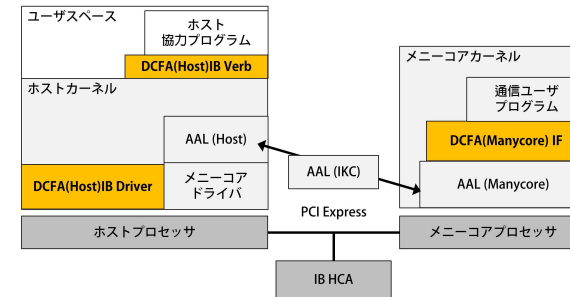 ユーザスペース
ホスト
協力プログラム
DCFA(Host)IB Verb
ホストカーネル
AAL (Host)
DCFA(Host)IB Driver
メニーコア
ドライバ
ホストプロセッサ
AAL (IKC)
PCI Express
IB HCA
メニーコアカーネル
通信ユーザ
プログラム
DCFA(Manycore) IF
AAL (Manycore)
メニーコアプロセッサ